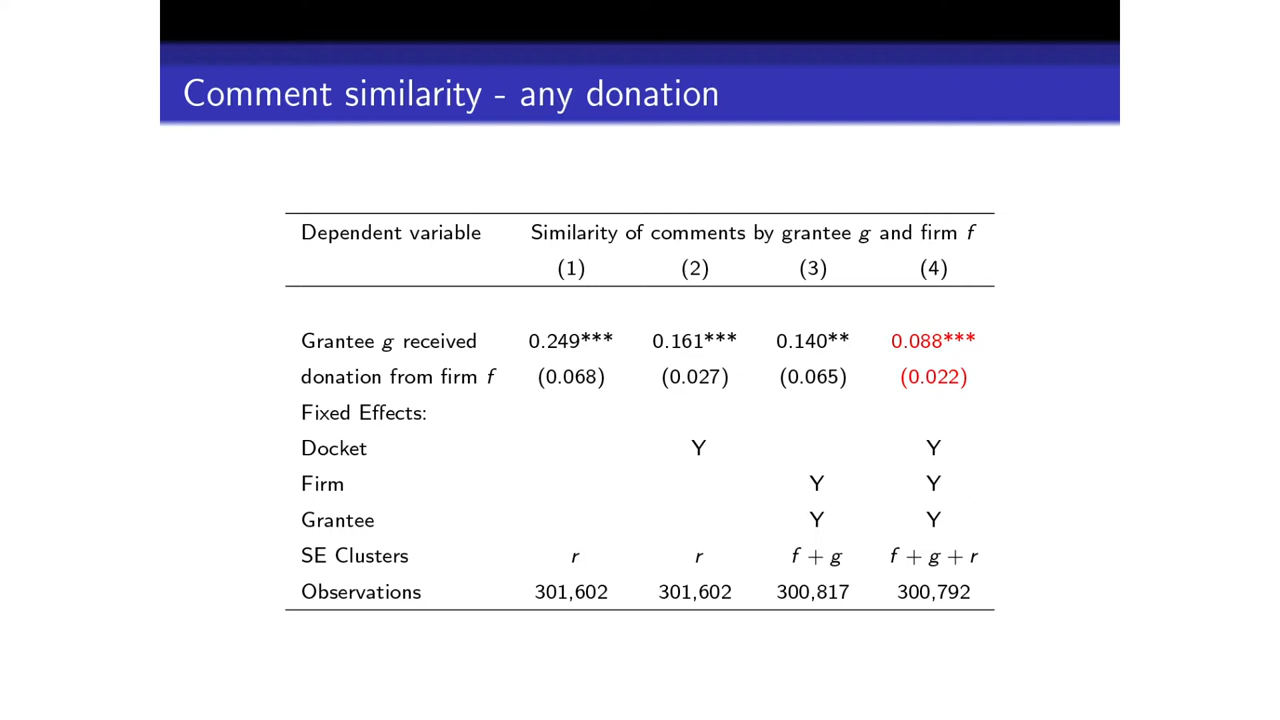 Comment similarity - any donation
Dependent variable Similarity of comments by grantee g and firm f
(1) (2) (3) (4)
Grantee g received 0.249*** 0.161*** 0.140** 0.088***
donation from firm f (0.068) (0.027) (0.065) (0.022)
Fixed Effects:
Docket Y Y
Firm Y Y
Grantee Y Y
SE Clusters r r f + g f + g + r
Observations 301,602 301,602 300,817 300,792